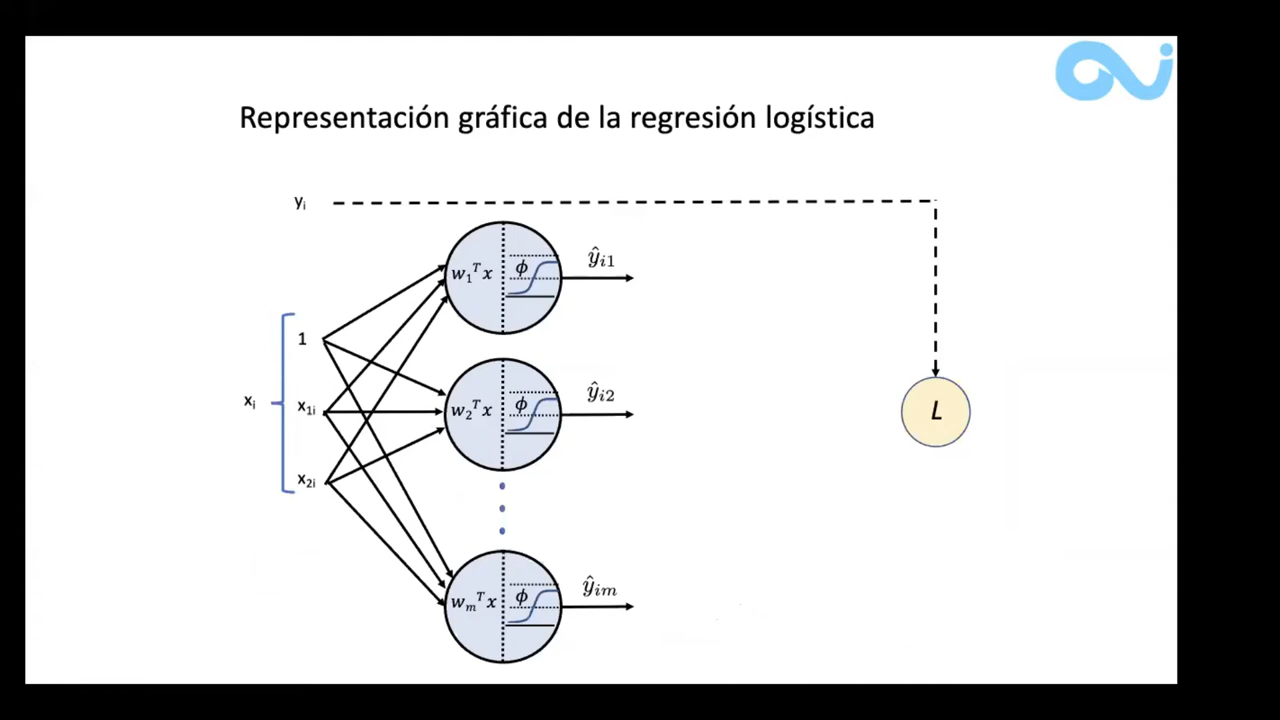 Representación gráfica de la regresión logística
yᵢ
w₁ᵀx ϕ ŷᵢ₁
1
xᵢ
x₁ᵢ
w₂ᵀx ϕ ŷᵢ₂
L
x₂ᵢ
wₘᵀx ϕ ŷᵢₘ